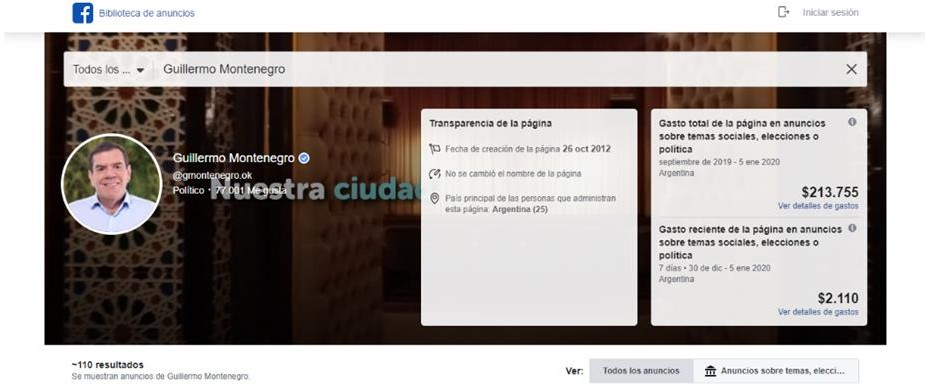 Biblioteca de anuncios
Iniciar sesión
Todos los ...
Guillermo Montenegro
Guillermo Montenegro
@gmontenegro.ok
Político · 77.001 Me gusta
Nuestra ciudad
Transparencia de la página
Fecha de creación de la página 26 oct 2012
No se cambió el nombre de la página
País principal de las personas que administran
esta página: Argentina (25)
Gasto total de la página en anuncios
sobre temas sociales, elecciones o
política
septiembre de 2019 - 5 ene 2020
Argentina
$213.755
Ver detalles de gastos
Gasto reciente de la página en anuncios
sobre temas sociales, elecciones o
política
7 días • 30 de dic - 5 ene 2020
Argentina
$2.110
Ver detalles de gastos
~110 resultados
Se muestran anuncios de Guillermo Montenegro.
Ver:
Todos los anuncios
Anuncios sobre temas, elecci...